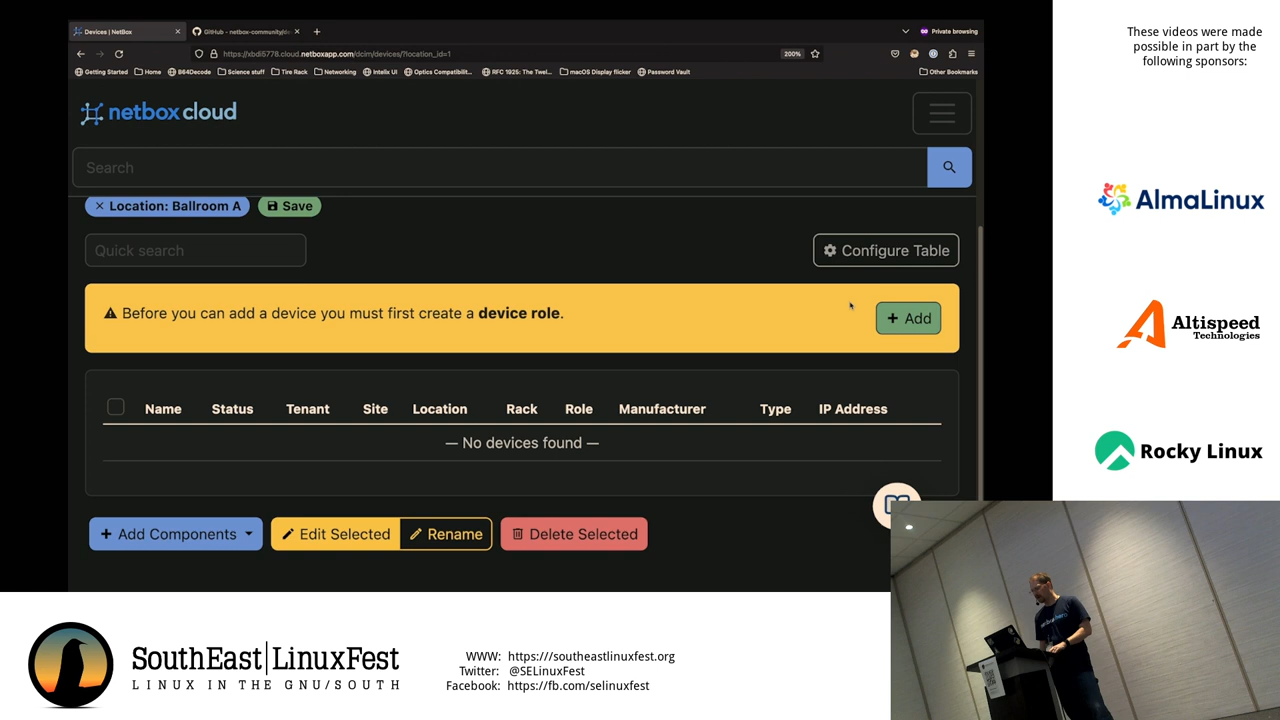 Devices | NetBox
GitHub - netbox-community/de
Private browsing
https://xbdi5778.cloud.netboxapp.com/dcim/devices/?location_id=1
200%
Getting Started
Home
B64Decode
Science stuff
Tire Rack
Networking
Intelix UI
Optics Compatibilit...
RFC 1925: The Twel...
macOS Display flicker
Password Vault
Other Bookmarks
netbox cloud
Search
Location: Ballroom A
Save
Quick search
Configure Table
Before you can add a device you must first create a device role.
+ Add
Name Status Tenant Site Location Rack Role Manufacturer Type IP Address
— No devices found —
+ Add Components
Edit Selected
Rename
Delete Selected
These videos were made
possible in part by the
following sponsors:
AlmaLinux
Altispeed
Technologies
Rocky Linux
SouthEast LinuxFest
LINUX IN THE GNU/SOUTH
WWW: https:///southeastlinuxfest.org
Twitter: @SELinuxFest
Facebook: https://fb.com/selinuxfest